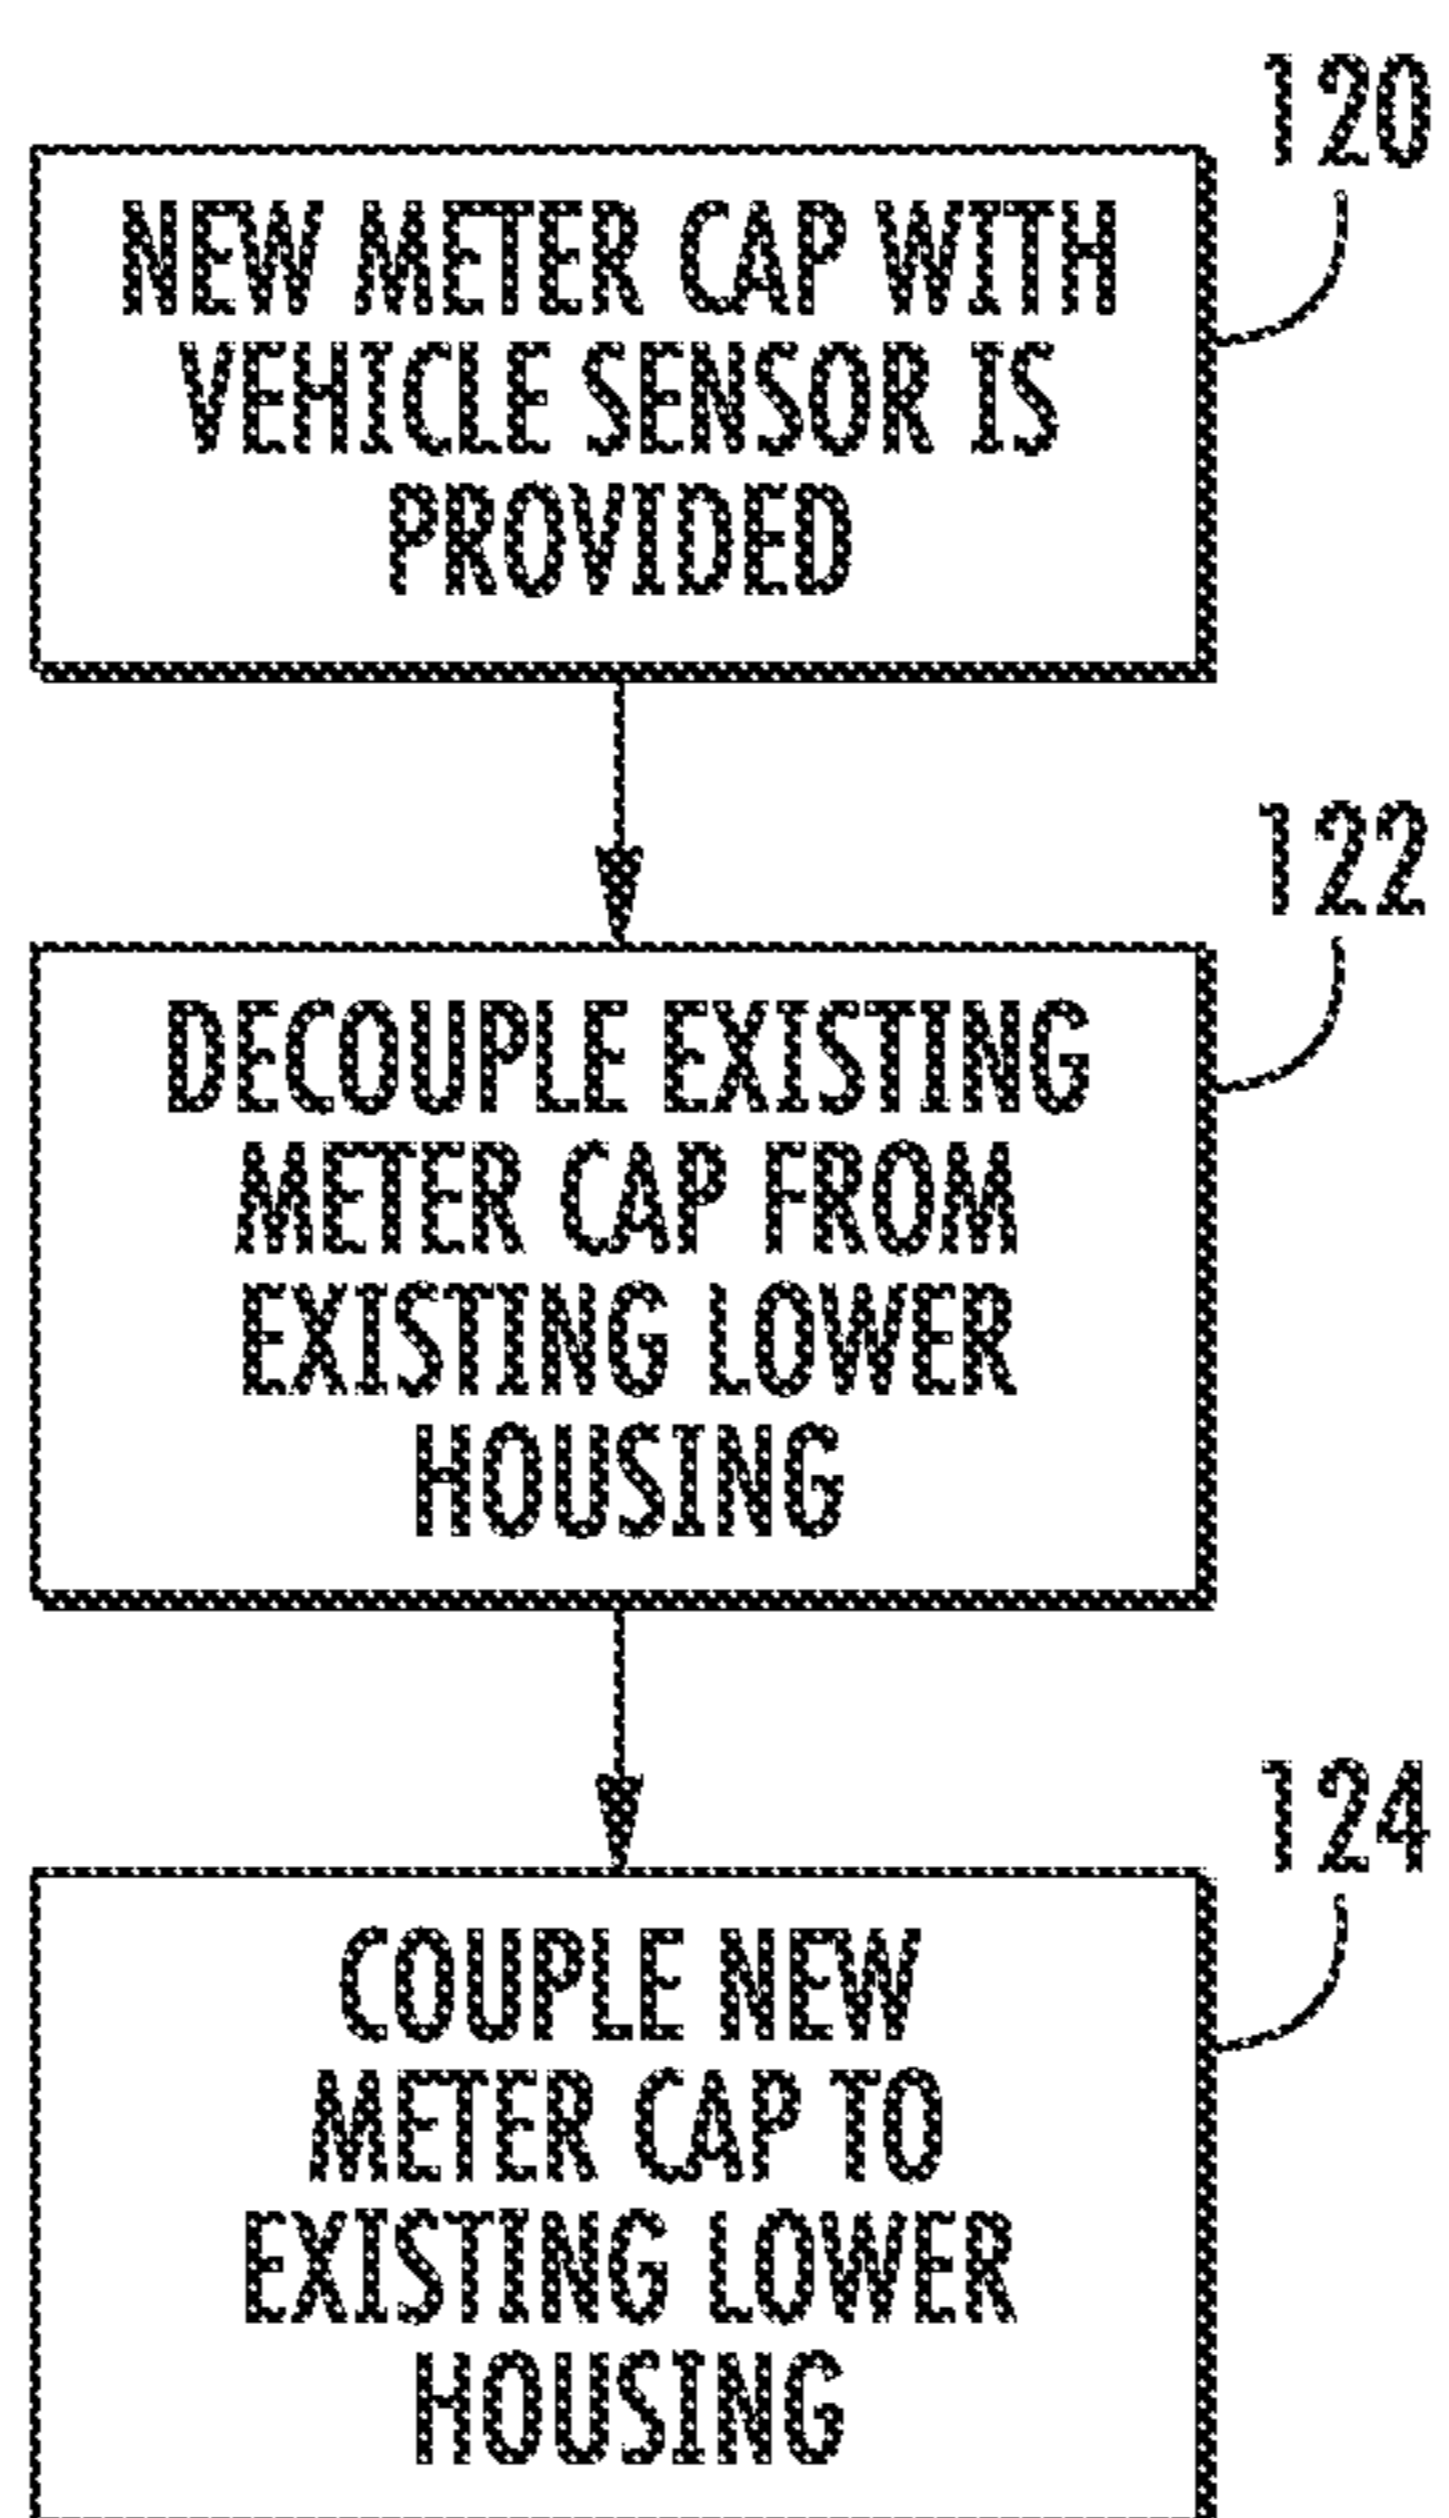 120
NEW METER CAP WITH
VEHICLE SENSOR IS
PROVIDED
122
DECOUPLE EXISTING
METER CAP FROM
EXISTING LOWER
HOUSING
124
COUPLE NEW
METER CAP TO
EXISTING LOWER
HOUSING